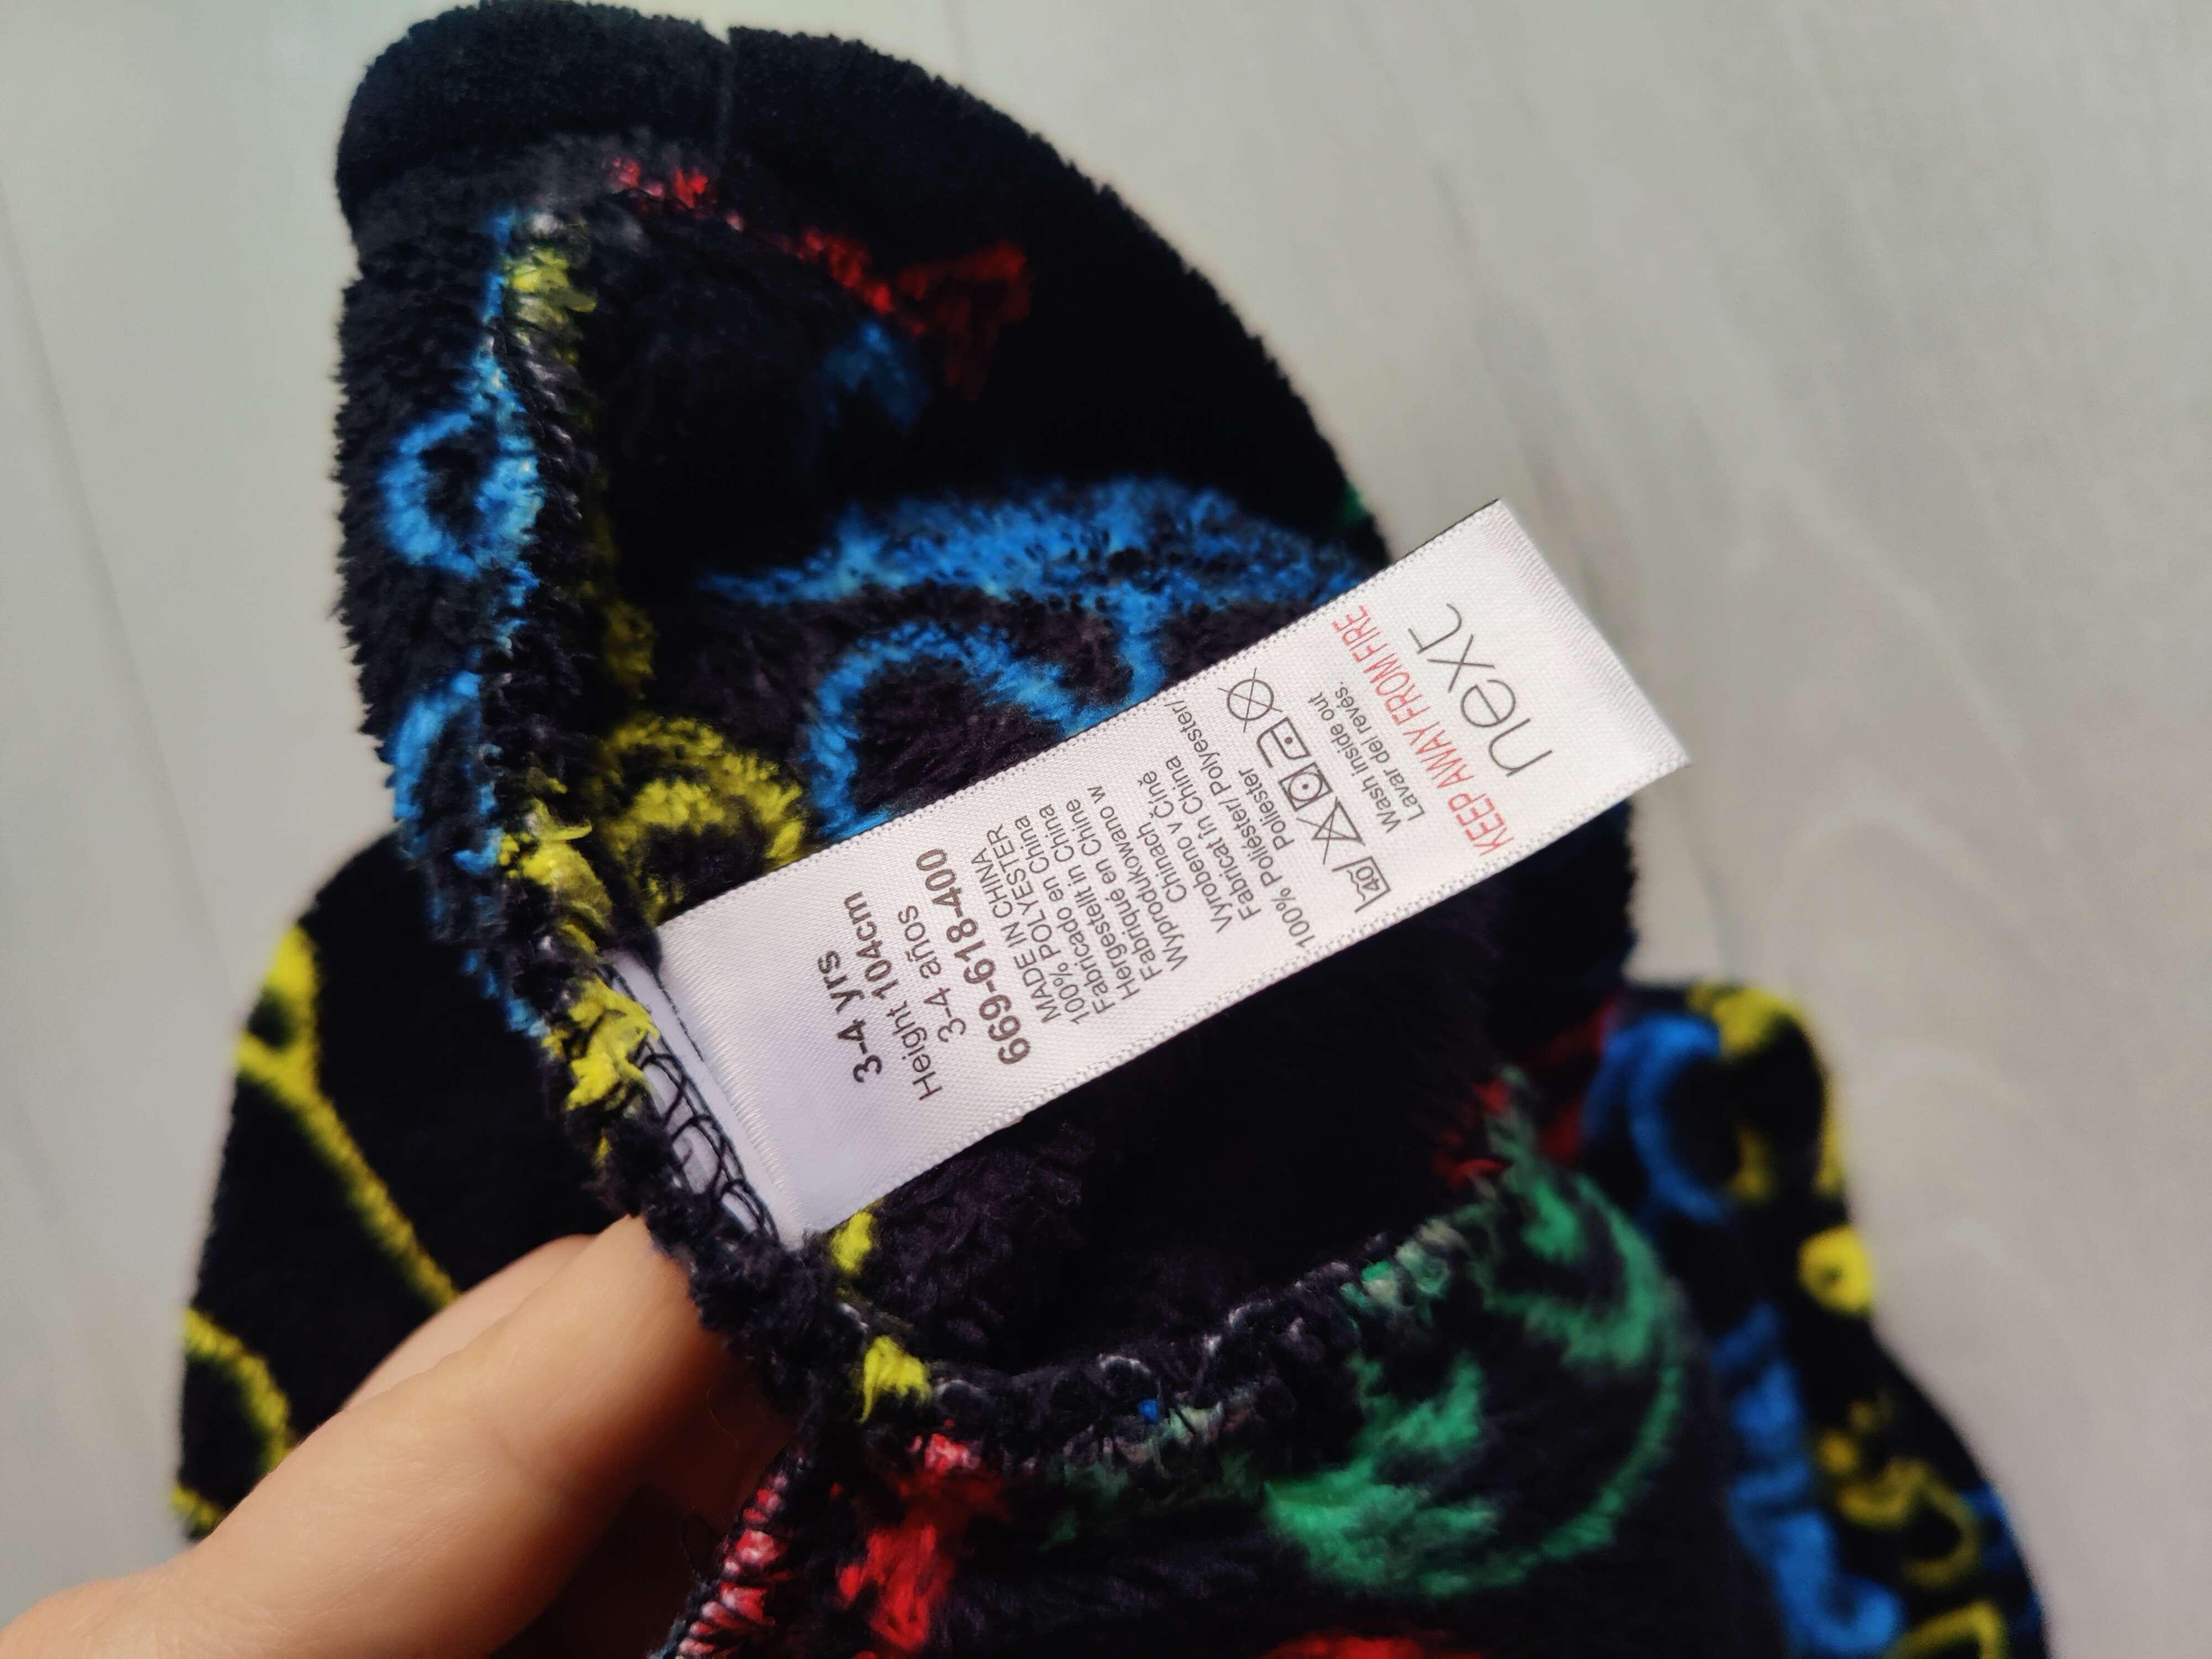 3-4 yrs
Height 104cm
3-4 años
669-618-400
MADE IN CHINA
100% POLYESTER
Fabricado en China
Hergestellt in China
Fabriqué en Chine
Wyprodukowano w
Chinach,
Vyrobeno v Číně
Fabricat în China
100% Poliéster/ Polyester/
Poliester
40
Wash inside out
Lavar del revés.
KEEP AWAY FROM FIRE
next